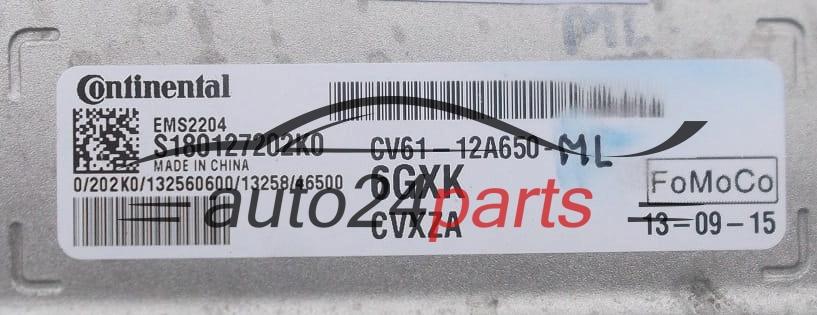 ML
Continental
EMS2204
S180127202K0
MADE IN CHINA
0/202K0/132560600/13258/46500
CV61-12A650-ML
6GXK
CVXZA
FoMoCo
13-09-15
auto24parts